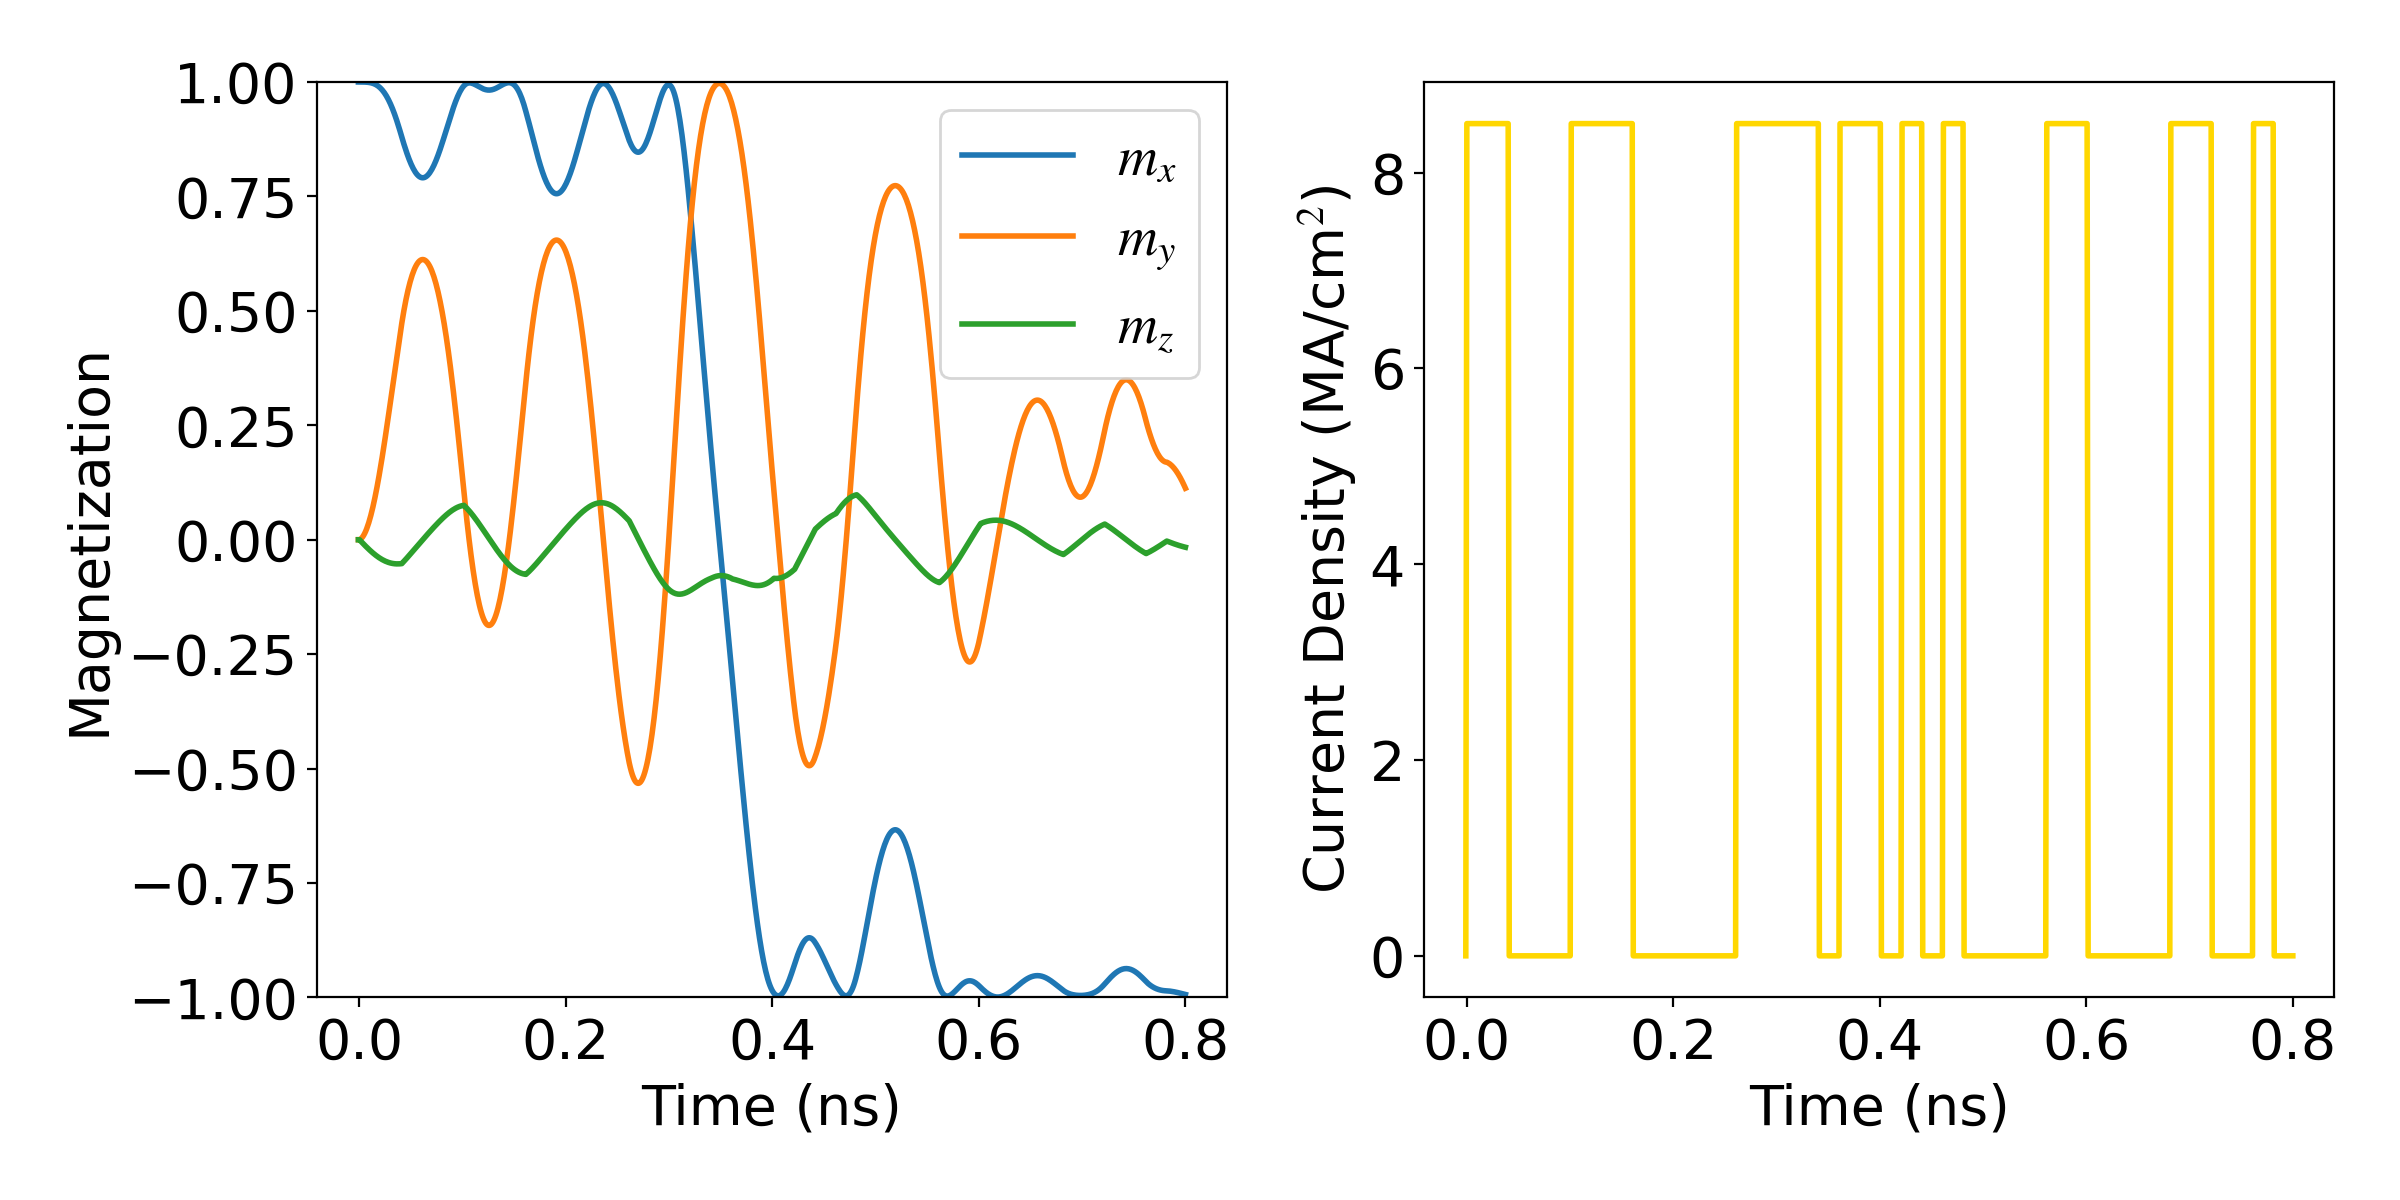 1.00
0.75
0.50
0.25
0.00
−0.25
−0.50
−0.75
−1.00
Magnetization
0.0 0.2 0.4 0.6 0.8
Time (ns)
mₓ
m_y
m_z
8
6
4
2
0
Current Density (MA/cm²)
0.0 0.2 0.4 0.6 0.8
Time (ns)